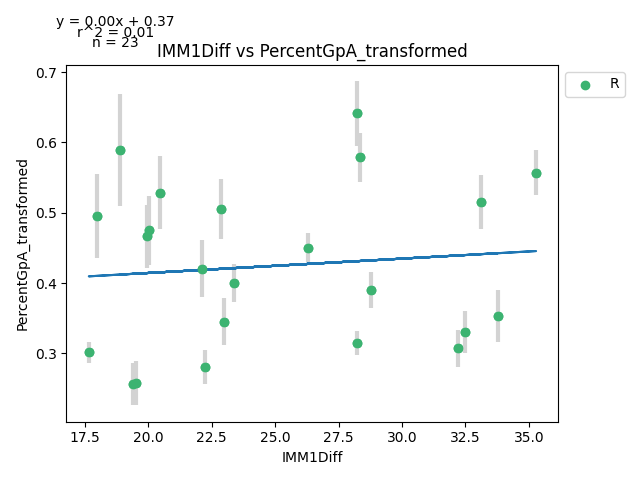 y = 0.00x + 0.37
r^2 = 0.01
n = 23
IMM1Diff vs PercentGpA_transformed
R
PercentGpA_transformed
0.7
0.6
0.5
0.4
0.3
17.5 20.0 22.5 25.0 27.5 30.0 32.5 35.0
IMM1Diff